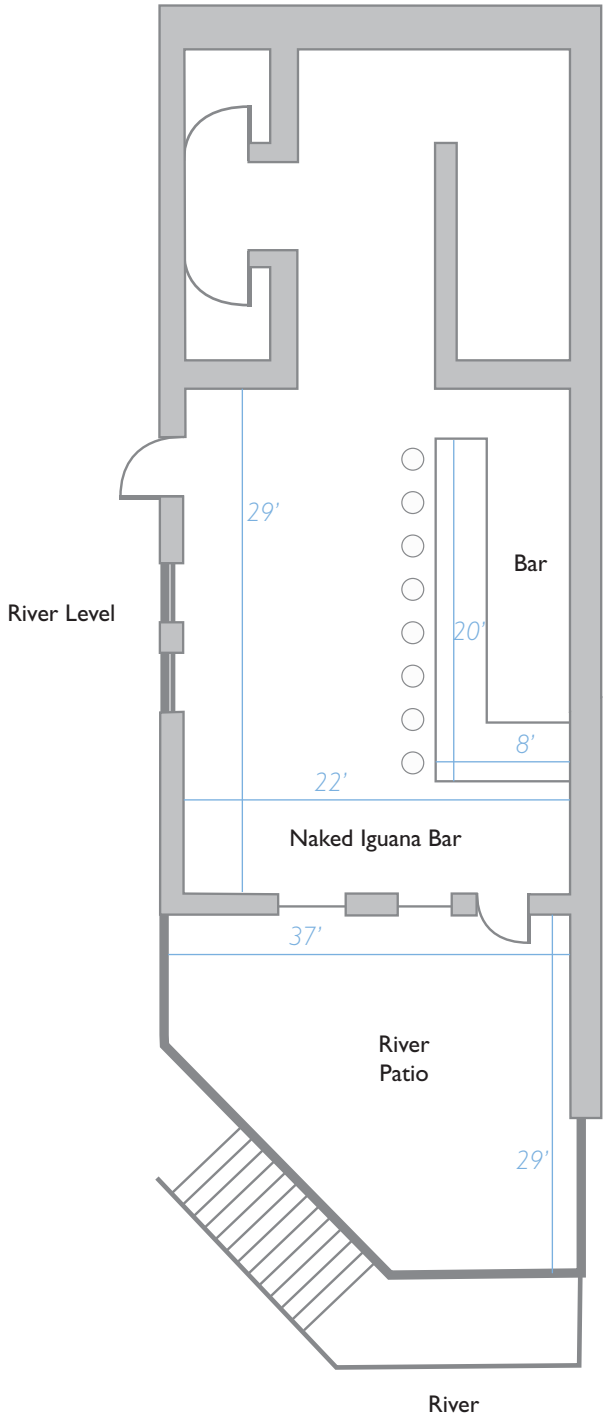 29’
Bar
River Level
20’
8’
22’
Naked Iguana Bar
37’
River
Patio
29’
River